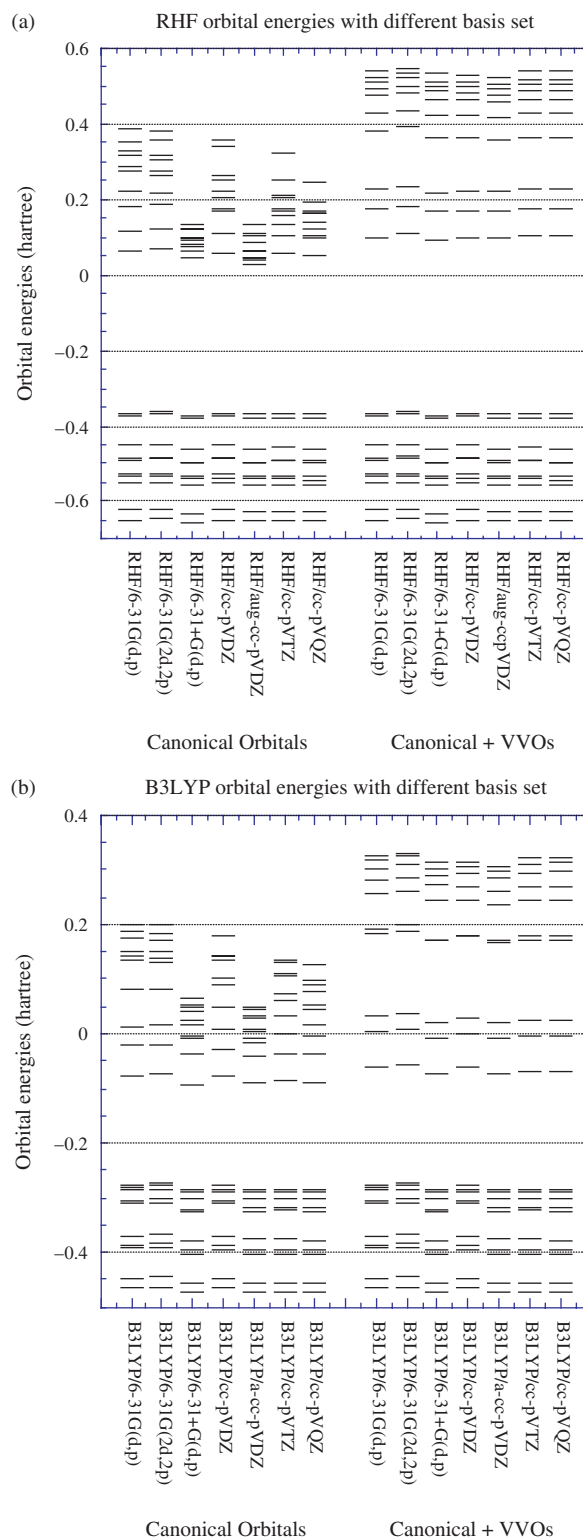 (a)
RHF orbital energies with different basis set
Orbital energies (hartree)
0.6
0.4
0.2
0
−0.2
−0.4
−0.6
RHF/6-31G(d,p)
RHF/6-31G(2d,2p)
RHF/6-31+G(d,p)
RHF/cc-pVDZ
RHF/aug-cc-pVDZ
RHF/cc-pVTZ
RHF/cc-pVQZ
RHF/6-31G(d,p)
RHF/6-31G(2d,2p)
RHF/6-31+G(d,p)
RHF/cc-pVDZ
RHF/aug-ccpVDZ
RHF/cc-pVTZ
RHF/cc-pVQZ
Canonical Orbitals
Canonical + VVOs
(b)
B3LYP orbital energies with different basis set
Orbital energies (hartree)
0.4
0.2
0
−0.2
−0.4
B3LYP/6-31G(d,p)
B3LYP/6-31G(2d,2p)
B3LYP/6-31+G(d,p)
B3LYP/cc-pVDZ
B3LYP/a-cc-pVDZ
B3LYP/cc-pVTZ
B3LYP/cc-pVQZ
B3LYP/6-31G(d,p)
B3LYP/6-31G(2d,2p)
B3LYP/6-31+G(d,p)
B3LYP/cc-pVDZ
B3LYP/a-cc-pVDZ
B3LYP/cc-pVTZ
B3LYP/cc-pVQZ
Canonical Orbitals
Canonical + VVOs